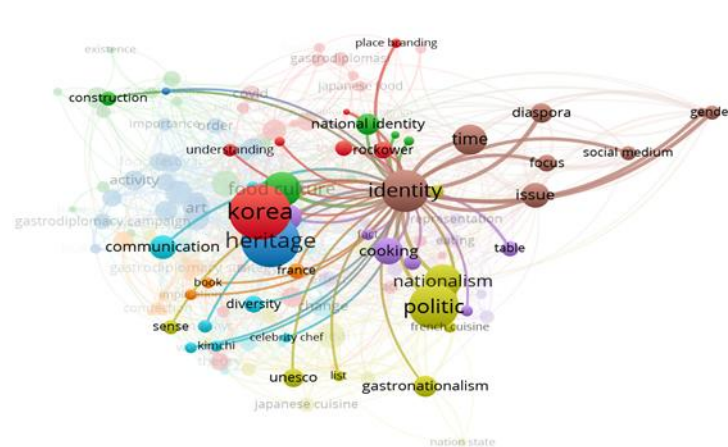 place branding
existence
gastrodiplomas
japanese food
covid
construction
diaspora
gende
importance
order
national identity
time
understanding
rockower
focus
social medium
activity
food culture
identity
issue
art
korea
representation
gastrodiplomacy campaign
fact
heritage
eating
communication
cooking
table
france
book
nationalism
diversity
change
politic
sense
french cuisine
kimchi
celebrity chef
unesco
list
gastronationalism
japanese cuisine
nation state